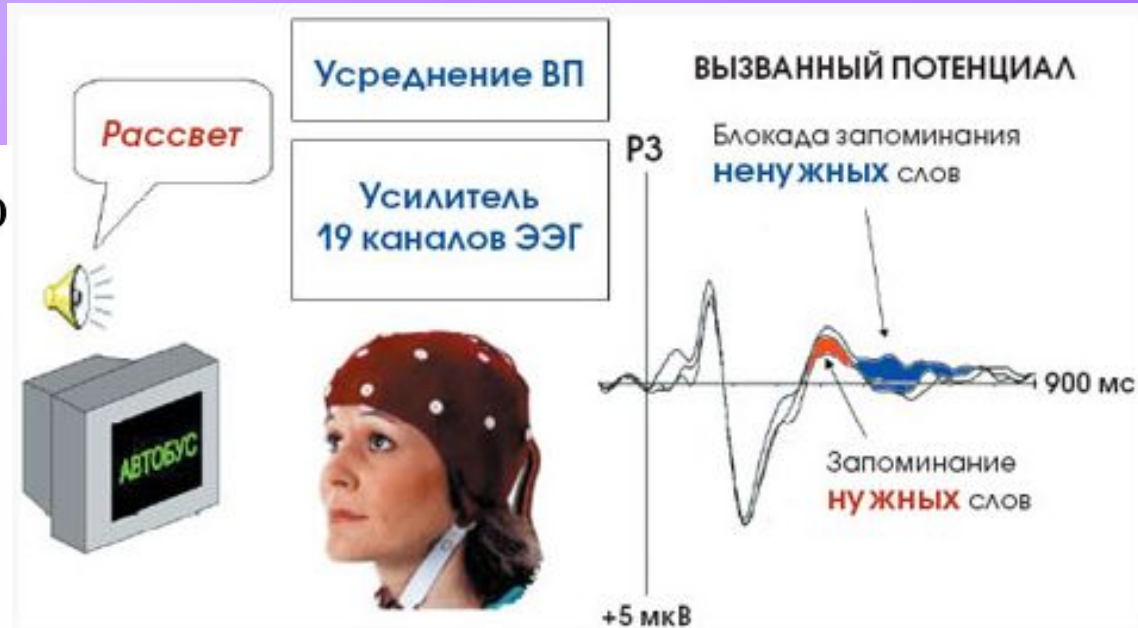 Усреднение ВП
Рассвет
Усилитель
19 каналов ЭЭГ
АВТОБУС
ВЫЗВАННЫЙ ПОТЕНЦИАЛ
P3
Блокада запоминания
ненужных слов
900 мс
Запоминание
нужных слов
+5 мкВ